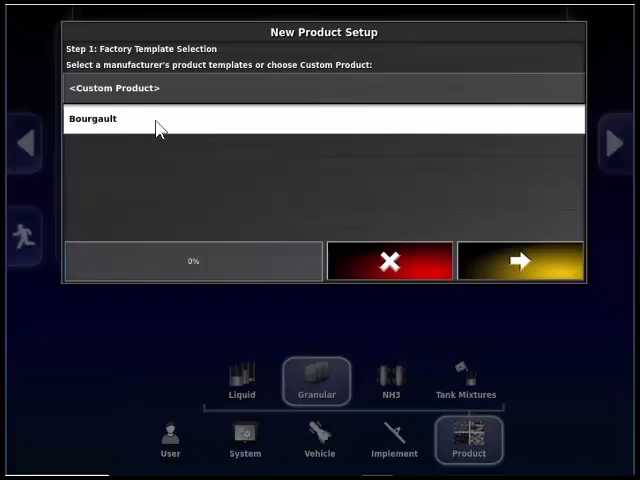 New Product Setup
Step 1: Factory Template Selection
Select a manufacturer's product templates or choose Custom Product:
<Custom Product>
Bourgault
0%
Liquid Granular NH3 Tank Mixtures
User System Vehicle Implement Product